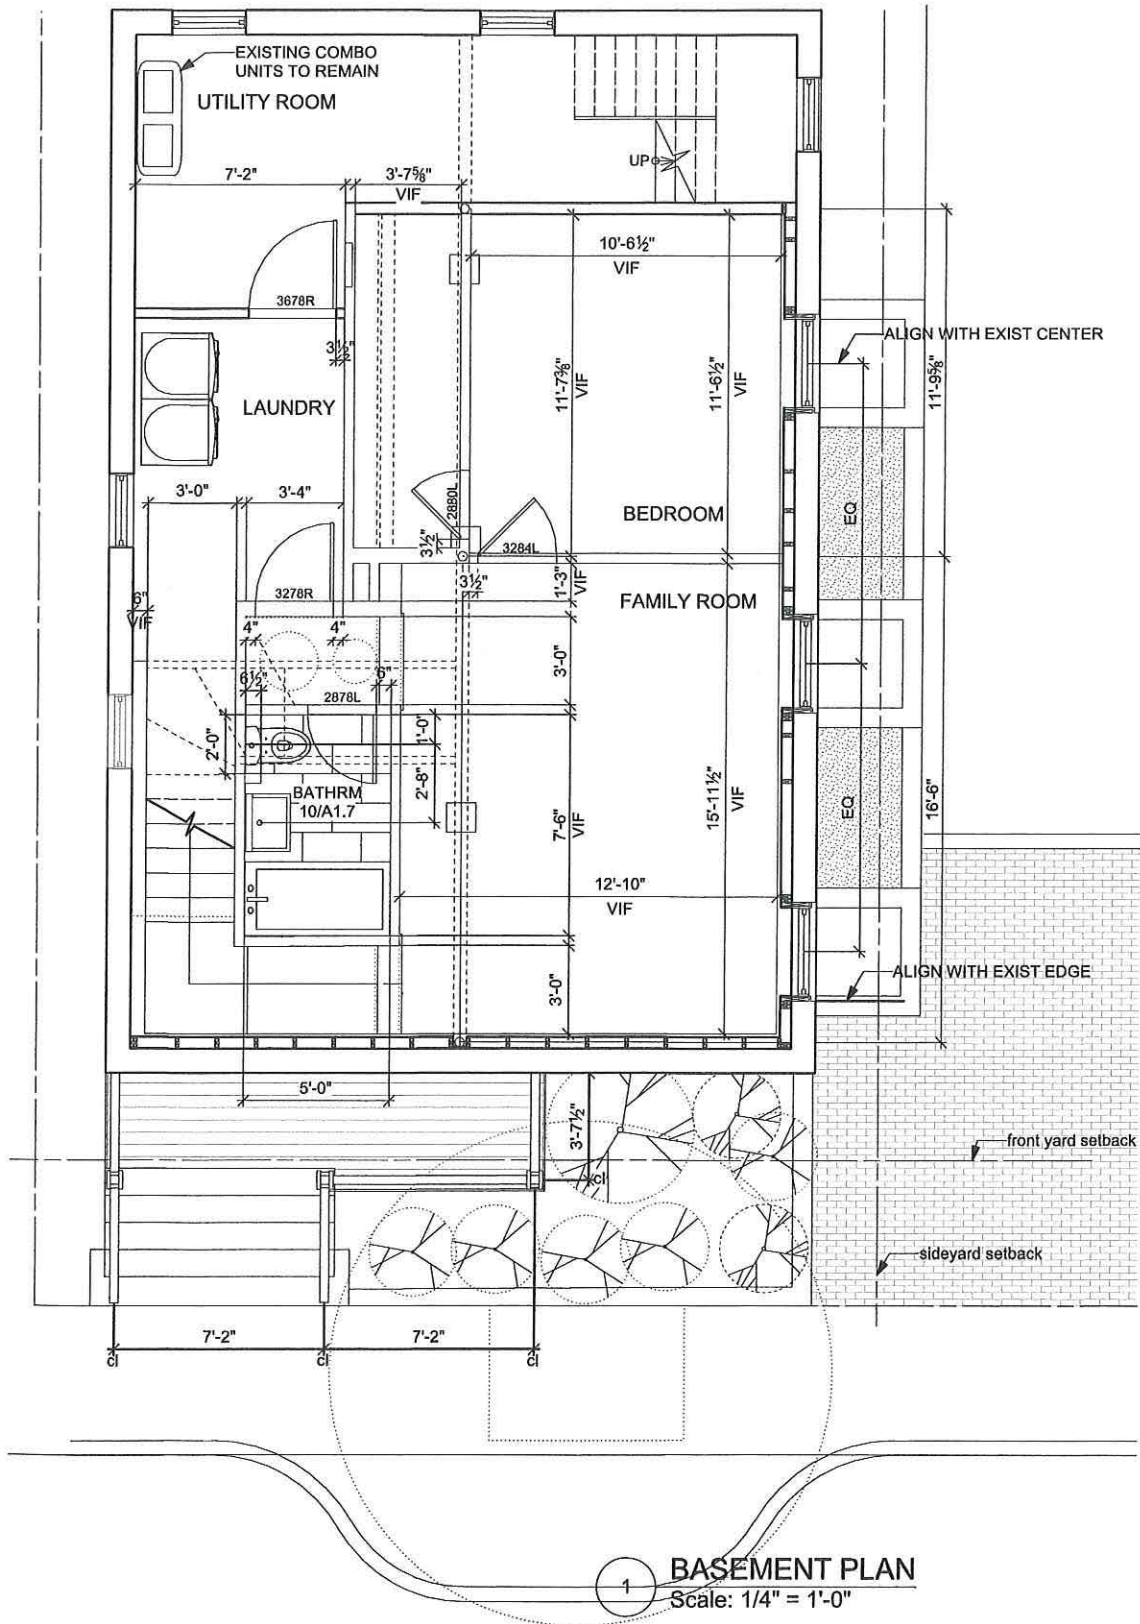 EXISTING COMBO
UNITS TO REMAIN
UTILITY ROOM
UP
7'-2"
3'-7⅝"
VIF
10'-6½"
VIF
3678R
3½"
ALIGN WITH EXIST CENTER
11'-7⅜"
VIF
11'-6½"
VIF
11'-9⅝"
LAUNDRY
3'-0"
3'-4"
2880L
BEDROOM
EQ
3½"
3284L
3½"
1'-3"
VIF
FAMILY ROOM
3278R
6"
VIF
4"
4"
6½"
6"
3'-0"
2878L
2'-0"
1'-0"
2'-8"
BATHRM
10/A1.7
7'-6"
VIF
15'-11½"
VIF
EQ
16'-6"
12'-10"
VIF
3'-0"
ALIGN WITH EXIST EDGE
5'-0"
3'-7½"
cl
front yard setback
sideyard setback
7'-2"
7'-2"
cl
cl
cl
1
BASEMENT PLAN
Scale: 1/4" = 1'-0"